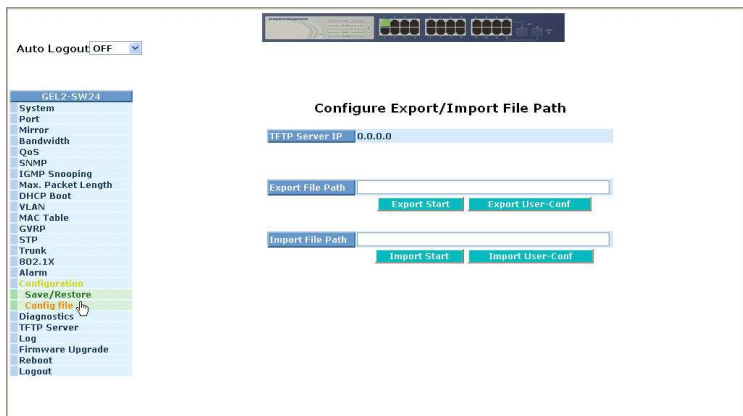 Auto Logout OFF
GEL2-SW24
System
Port
Mirror
Bandwidth
QoS
SNMP
IGMP Snooping
Max. Packet Length
DHCP Boot
VLAN
MAC Table
GVRP
STP
Trunk
802.1X
Alarm
Configuration
Save/Restore
Config file
Diagnostics
TFTP Server
Log
Firmware Upgrade
Reboot
Logout
Configure Export/Import File Path
TFTP Server IP 0.0.0.0
Export File Path
Export Start Export User-Conf
Import File Path
Import Start Import User-Conf